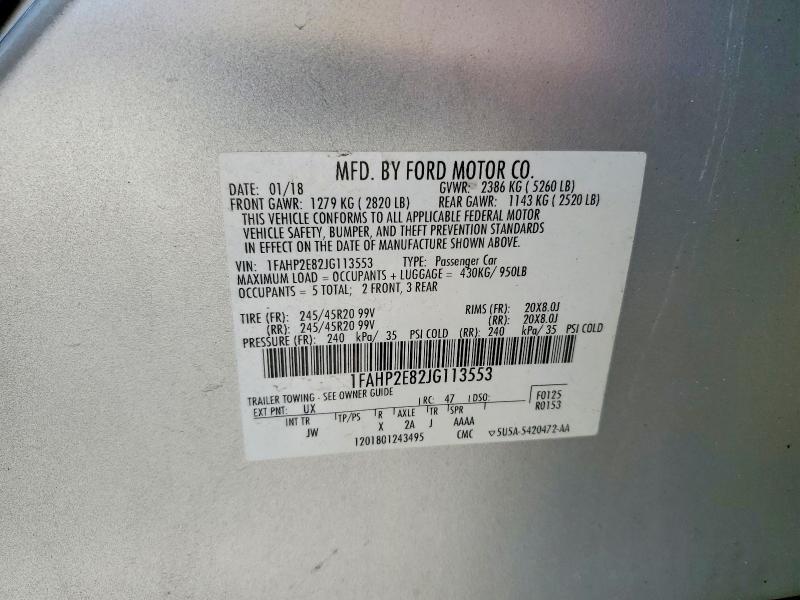 MFD. BY FORD MOTOR CO.
DATE: 01/18 GVWR: 2386 KG ( 5260 LB)
FRONT GAWR: 1279 KG ( 2820 LB) REAR GAWR: 1143 KG ( 2520 LB)
THIS VEHICLE CONFORMS TO ALL APPLICABLE FEDERAL MOTOR
VEHICLE SAFETY, BUMPER, AND THEFT PREVENTION STANDARDS
IN EFFECT ON THE DATE OF MANUFACTURE SHOWN ABOVE.
VIN: 1FAHP2E82JG113553 TYPE: Passenger Car
MAXIMUM LOAD = OCCUPANTS + LUGGAGE = 430KG/ 950LB
OCCUPANTS = 5 TOTAL; 2 FRONT, 3 REAR
TIRE (FR): 245/45R20 99V RIMS (FR): 20X8.0J
(RR): 245/45R20 99V (RR): 20X8.0J
PRESSURE (FR): 240 kPa/ 35 PSI COLD (RR): 240 kPa/ 35 PSI COLD
1FAHP2E82JG113553
TRAILER TOWING - SEE OWNER GUIDE
EXT PNT: UX RC: 47 DSO: F0125
INT TR TP/PS R AXLE TR SPR R0153
JW X 2A J AAAA
1201801243495 CMC ▽5U5A-5420472-AA